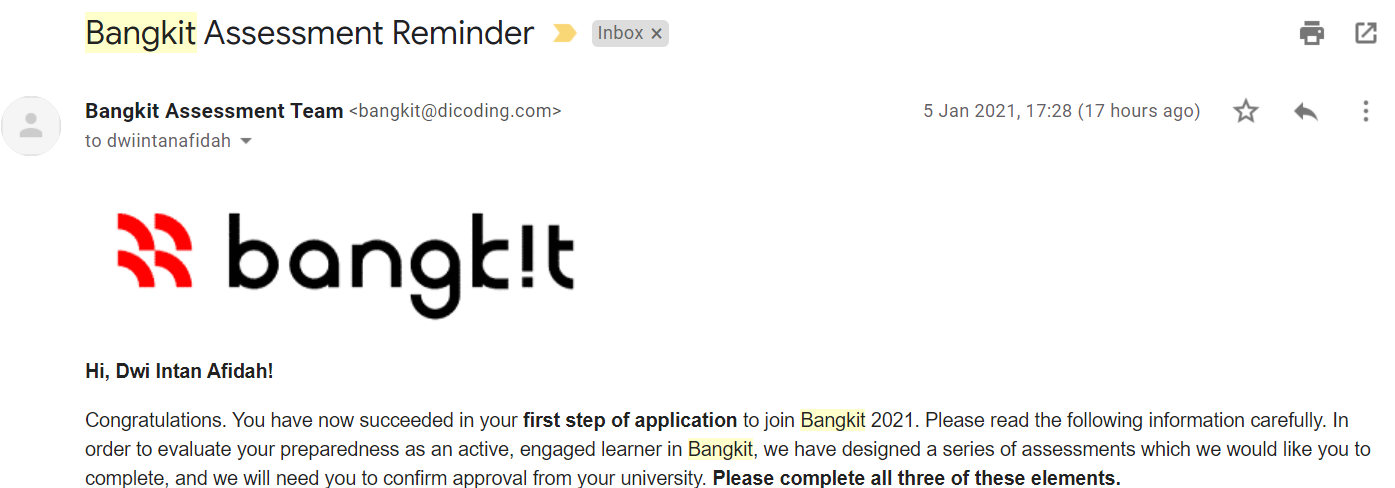 Bangkit Assessment Reminder Inbox ×
Bangkit Assessment Team <bangkit@dicoding.com> 5 Jan 2021, 17:28 (17 hours ago)
to dwiintanafidah
bangk!t
Hi, Dwi Intan Afidah!
Congratulations. You have now succeeded in your first step of application to join Bangkit 2021. Please read the following information carefully. In
order to evaluate your preparedness as an active, engaged learner in Bangkit, we have designed a series of assessments which we would like you to
complete, and we will need you to confirm approval from your university. Please complete all three of these elements.